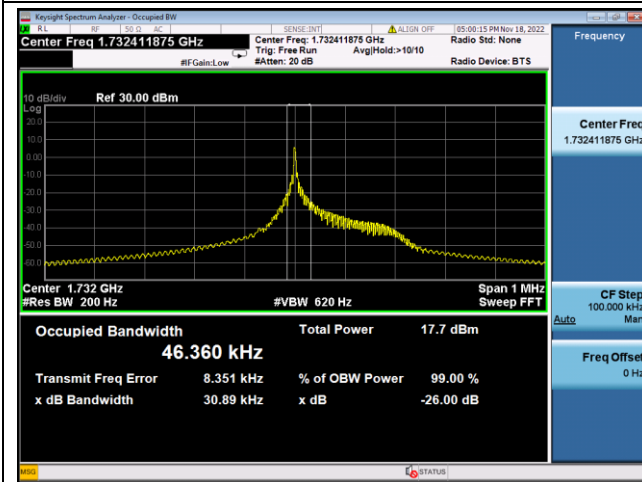 Keysight Spectrum Analyzer - Occupied BW
RL RF 50 Ω AC SENSE:INT ALIGN OFF 05:00:15 PM Nov 18, 2022
Center Freq 1.732411875 GHz Center Freq: 1.732411875 GHz Radio Std: None Frequency
Trig: Free Run Avg|Hold:>10/10
#IFGain:Low #Atten: 20 dB Radio Device: BTS
10 dB/div Ref 30.00 dBm
Log
20.0
10.0
0.00
-10.0
-20.0
-30.0
-40.0
-50.0
-60.0
Center Freq
1.732411875 GHz
Center 1.732 GHz Span 1 MHz
#Res BW 200 Hz #VBW 620 Hz Sweep FFT
CF Step
100.000 kHz
Auto Man
Occupied Bandwidth Total Power 17.7 dBm
46.360 kHz
Freq Offset
0 Hz
Transmit Freq Error 8.351 kHz % of OBW Power 99.00 %
x dB Bandwidth 30.89 kHz x dB -26.00 dB
MSG STATUS